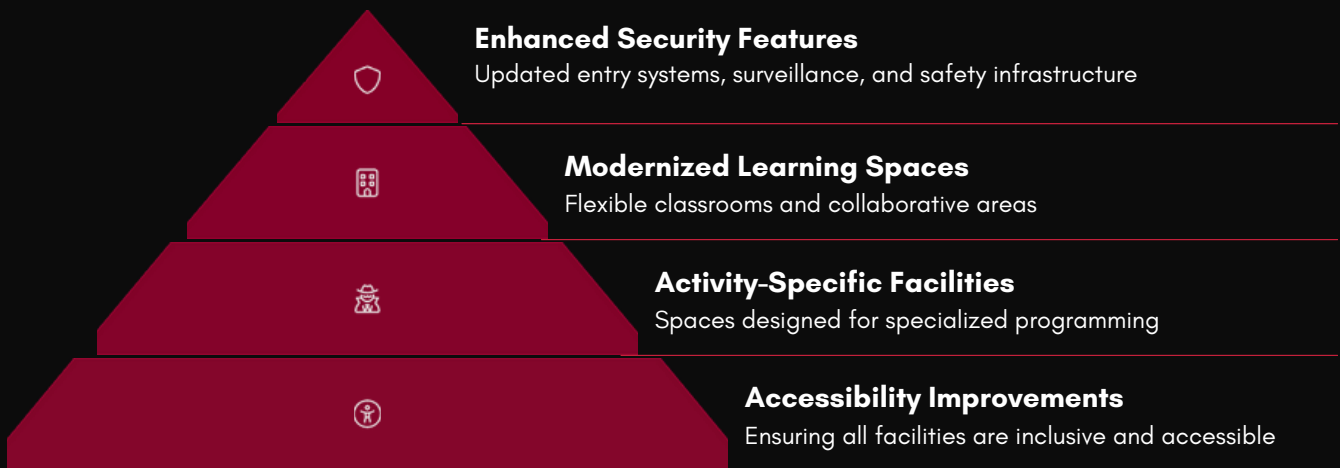 Enhanced Security Features
Updated entry systems, surveillance, and safety infrastructure
Modernized Learning Spaces
Flexible classrooms and collaborative areas
Activity-Specific Facilities
Spaces designed for specialized programming
Accessibility Improvements
Ensuring all facilities are inclusive and accessible